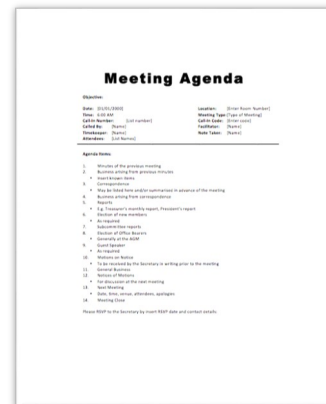 Meeting Agenda
Objective:
Date: [01/01/2000]
Location: [Enter Room Number]
Time: 6:00 AM
Meeting Type: [Type of Meeting]
Call-In Number: [List number]
Call-In Code: [Enter code]
Called By: [Name]
Facilitator: [Name]
Timekeeper: [Name]
Note Taker: [Name]
Attendees: [List Names]
Agenda Items:
1. Minutes of the previous meeting
2. Business arising from previous minutes
• Insert known items
3. Correspondence
• May be listed here and/or summarised in advance of the meeting
4. Business arising from correspondence
5. Reports
• E.g. Treasurer's monthly report, President's report
6. Election of new members
• As required
7. Subcommittee reports
8. Election of Office Bearers
• Generally at the AGM
9. Guest Speaker
• As required
10. Motions on Notice
• To be received by the Secretary in writing prior to the meeting
11. General Business
12. Notices of Motions
• For discussion at the next meeting
13. Next Meeting
• Date, time, venue, attendees, apologies
14. Meeting Close
Please RSVP to the Secretary by insert RSVP date and contact details